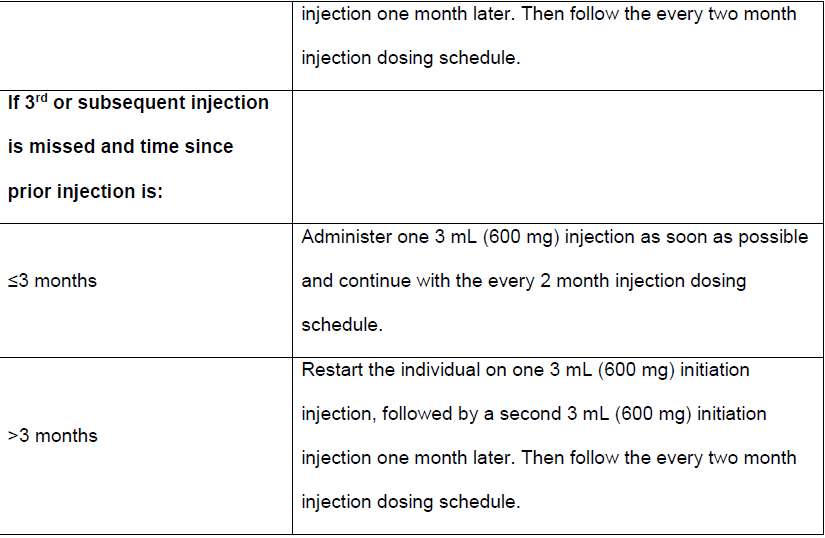 injection one month later. Then follow the every two month
injection dosing schedule.
If 3rd or subsequent injection
is missed and time since
prior injection is:
≤3 months
Administer one 3 mL (600 mg) injection as soon as possible
and continue with the every 2 month injection dosing
schedule.
>3 months
Restart the individual on one 3 mL (600 mg) initiation
injection, followed by a second 3 mL (600 mg) initiation
injection one month later. Then follow the every two month
injection dosing schedule.